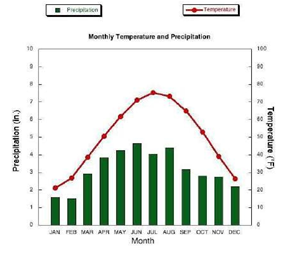 Precipitation Temperature
Monthly Temperature and Precipitation
10 100
9 90
8 80
7 70
6 60
5 50
4 40
3 30
2 20
1 10
0 0
Precipitation (in.)
Temperature (°F)
JAN FEB MAR APR MAY JUN JUL AUG SEP OCT NOV DEC
Month